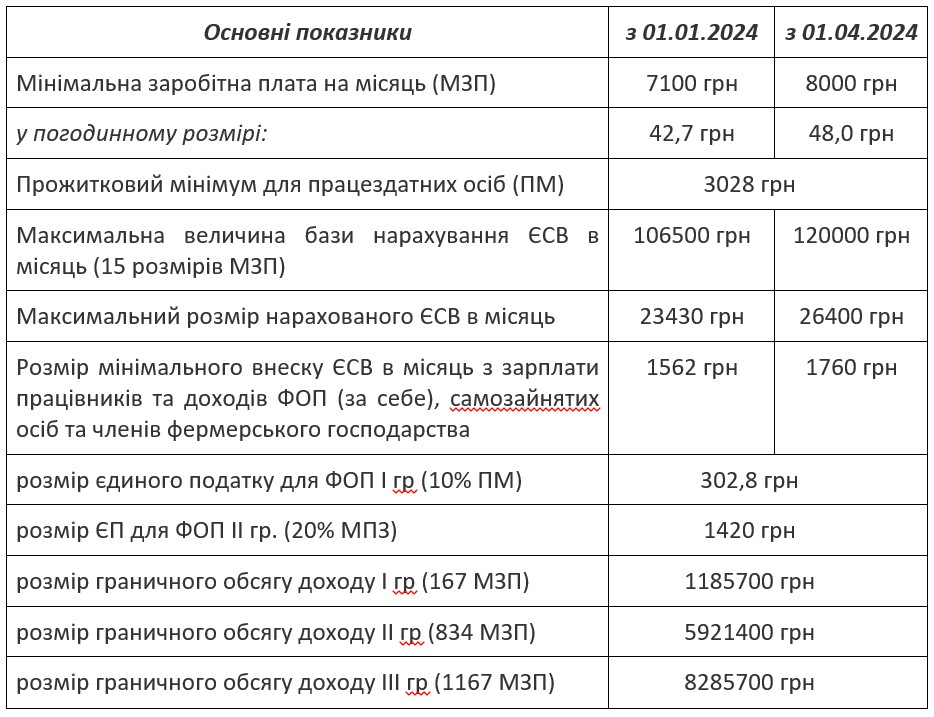 Основні показники з 01.01.2024 з 01.04.2024
Мінімальна заробітна плата на місяць (МЗП) 7100 грн 8000 грн
у погодинному розмірі: 42,7 грн 48,0 грн
Прожитковий мінімум для працездатних осіб (ПМ) 3028 грн
Максимальна величина бази нарахування ЄСВ в 106500 грн 120000 грн
місяць (15 розмірів МЗП)
Максимальний розмір нарахованого ЄСВ в місяць 23430 грн 26400 грн
Розмір мінімального внеску ЄСВ в місяць з зарплати 1562 грн 1760 грн
працівників та доходів ФОП (за себе), самозайнятих
осіб та членів фермерського господарства
розмір єдиного податку для ФОП І гр (10% ПМ) 302,8 грн
розмір ЄП для ФОП ІІ гр. (20% МПЗ) 1420 грн
розмір граничного обсягу доходу І гр (167 МЗП) 1185700 грн
розмір граничного обсягу доходу ІІ гр (834 МЗП) 5921400 грн
розмір граничного обсягу доходу ІІІ гр (1167 МЗП) 8285700 грн